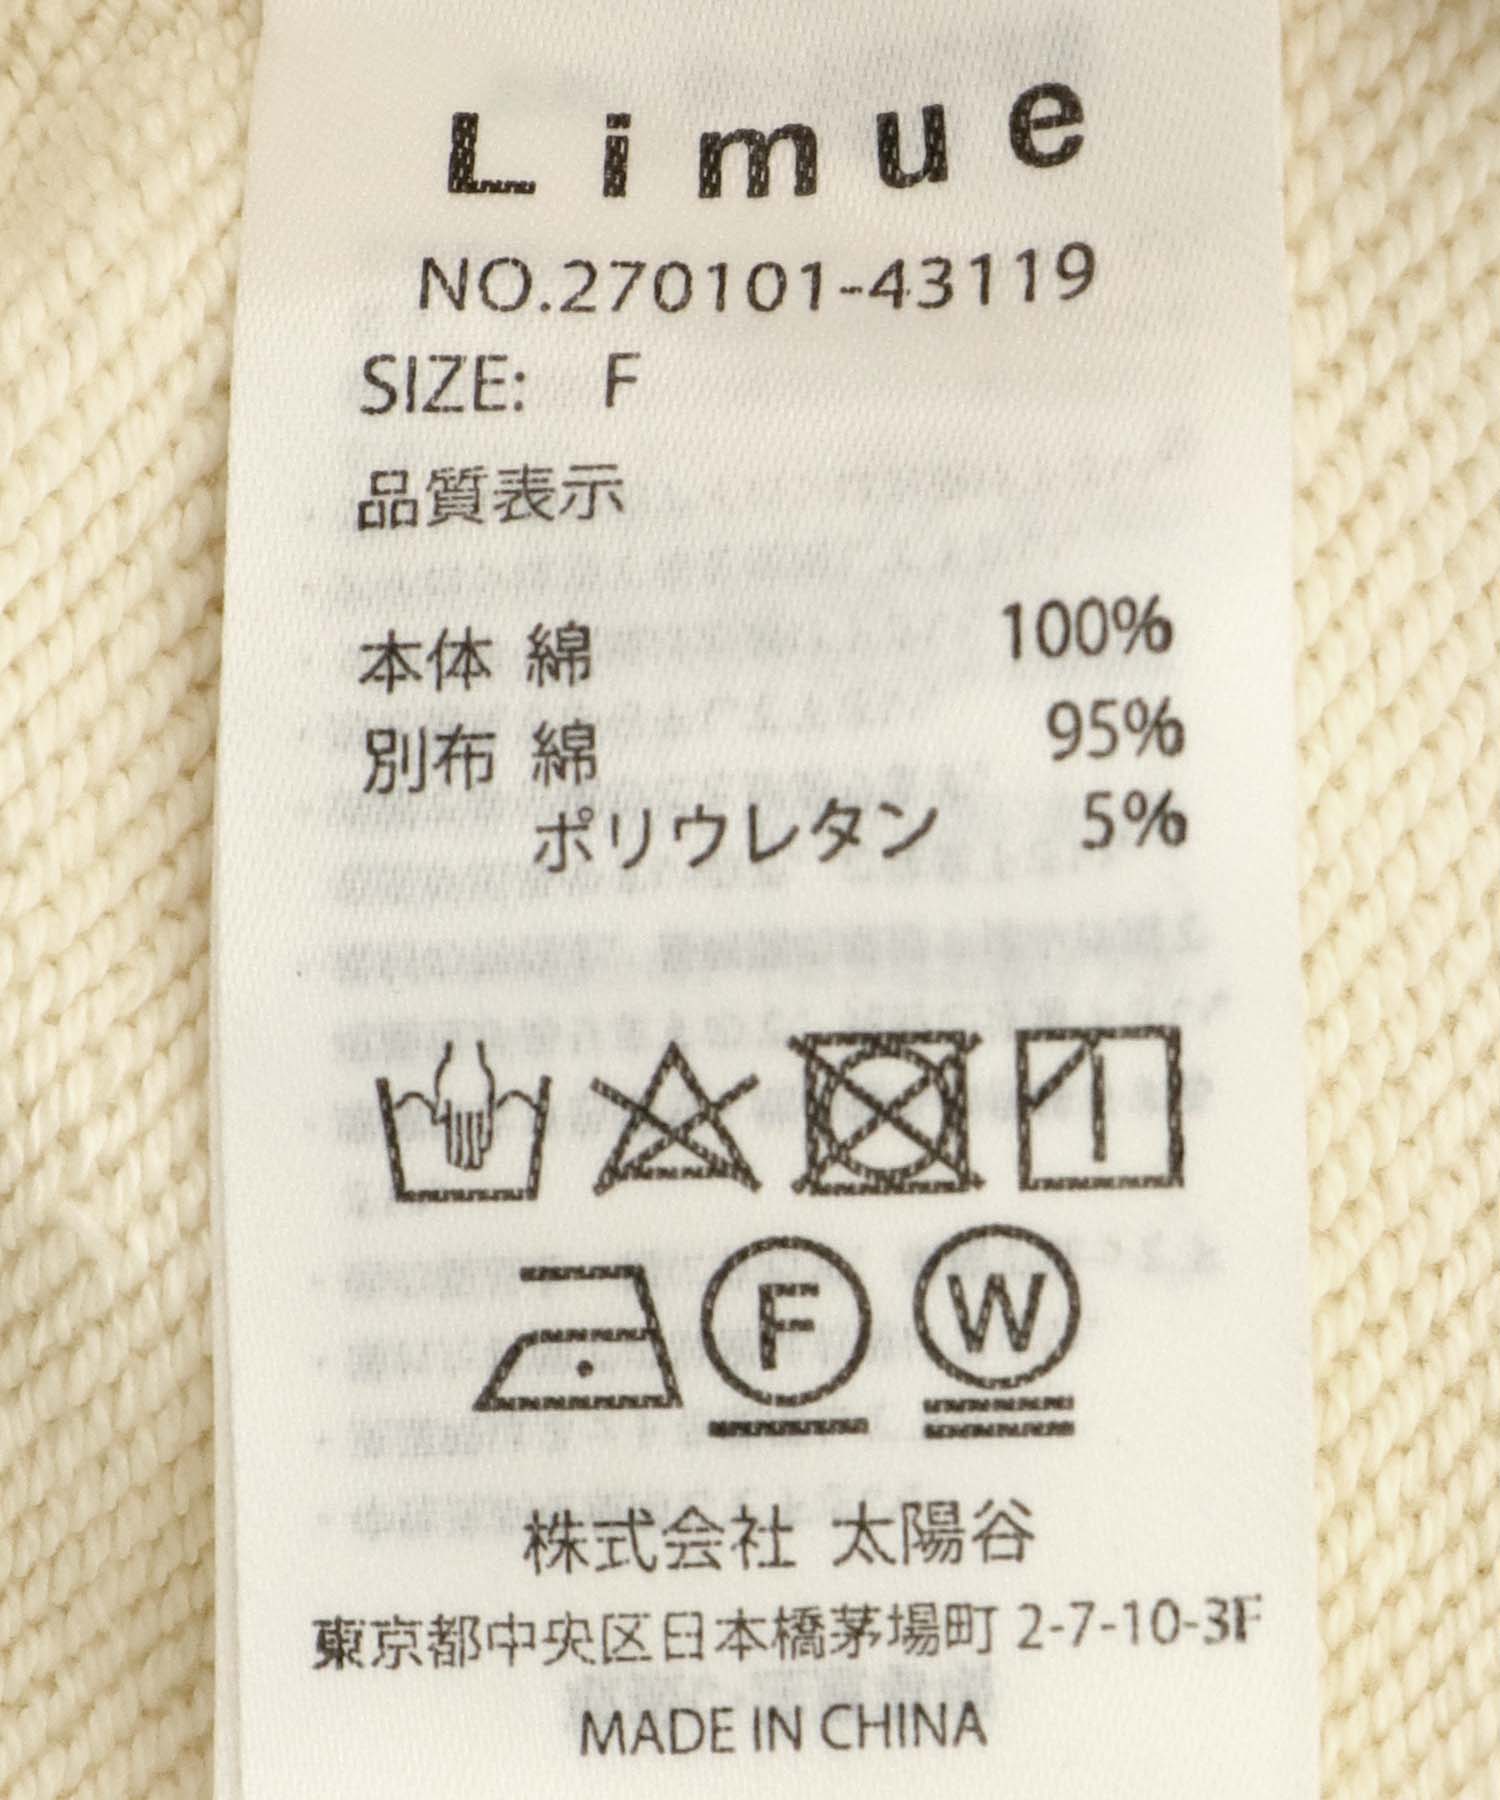 Limue
NO.270101-43119
SIZE: F
品質表示
本体 綿 100%
別布 綿 95%
ポリウレタン 5%
F W
株式会社 太陽谷
東京都中央区日本橋茅場町 2-7-10-3F
MADE IN CHINA